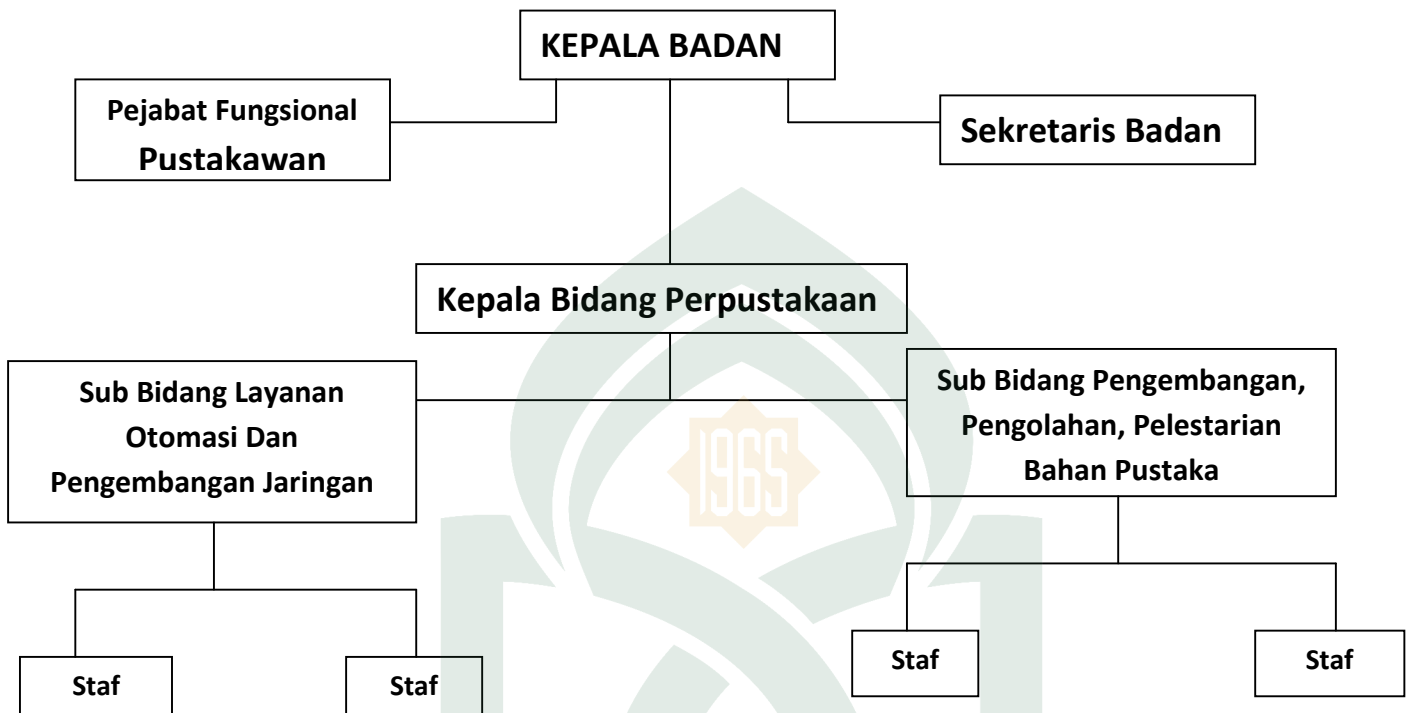 KEPALA BADAN
Pejabat Fungsional
Pustakawan
Sekretaris Badan
Kepala Bidang Perpustakaan
Sub Bidang Layanan
Otomasi Dan
Pengembangan Jaringan
Sub Bidang Pengembangan,
Pengolahan, Pelestarian
Bahan Pustaka
1965
Staf
Staf
Staf
Staf